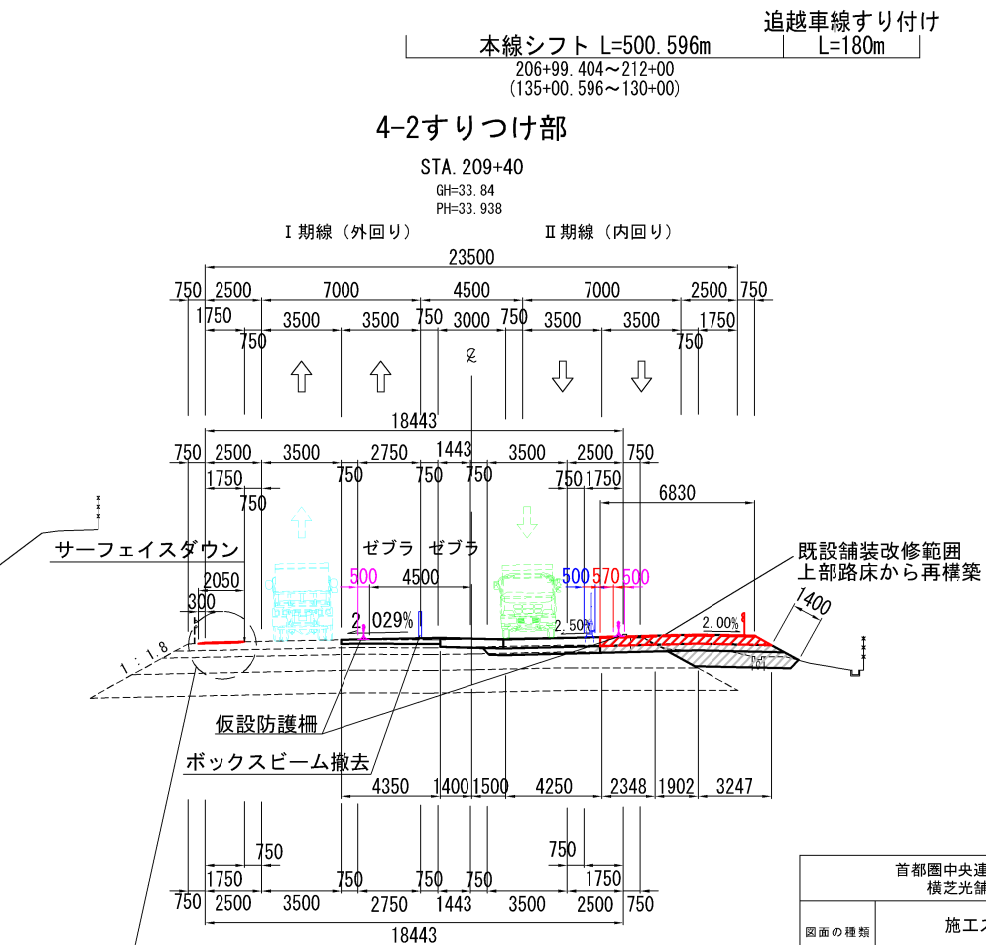 追越車線すり付け
本線シフト L=500.596m
L=180m
206+99.404～212+00
(135+00.596～130+00)
4-2すりつけ部
STA.209+40
GH=33.84
PH=33.938
Ⅰ期線（外回り）
Ⅱ期線（内回り）
23500
750 2500 7000 4500 7000 2500 750
1750 3500 3500 750 3000 750 3500 3500 1750
750 750
18443
750 2500 3500 2750 1443 3500 2500 750
750 750 750
1750 750 1750
750
6830
サーフェイスダウン
ゼブラ ゼブラ
既設舗装改修範囲
上部路床から再構築
500 4500 500 570 500
2050
300
1400
2.029%
2.50%
2.00%
1:1.8
仮設防護柵
ボックスビーム撤去
4350 1400 1500 4250 2348 1902 3247
750 750
1750 750 750 750 1750
750 2500 3500 2750 1443 3500 2500 750
18443
首都圏中央連
横芝光舗
図面の種類
施工ス